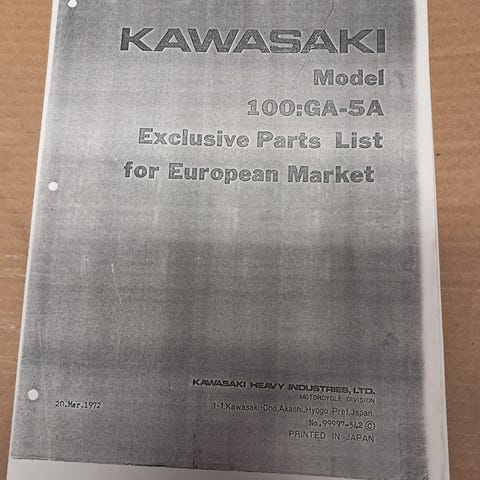 KAWASAKI
Model
100:GA-5A
Exclusive Parts List
for European Market
KAWASAKI HEAVY INDUSTRIES, LTD.
MOTORCYCLE DIVISION
20.Mar.1972
1-1.Kawasaki-Cho,Akashi,Hyogo Pref,Japan.
No.99997-542 ©
PRINTED IN JAPAN